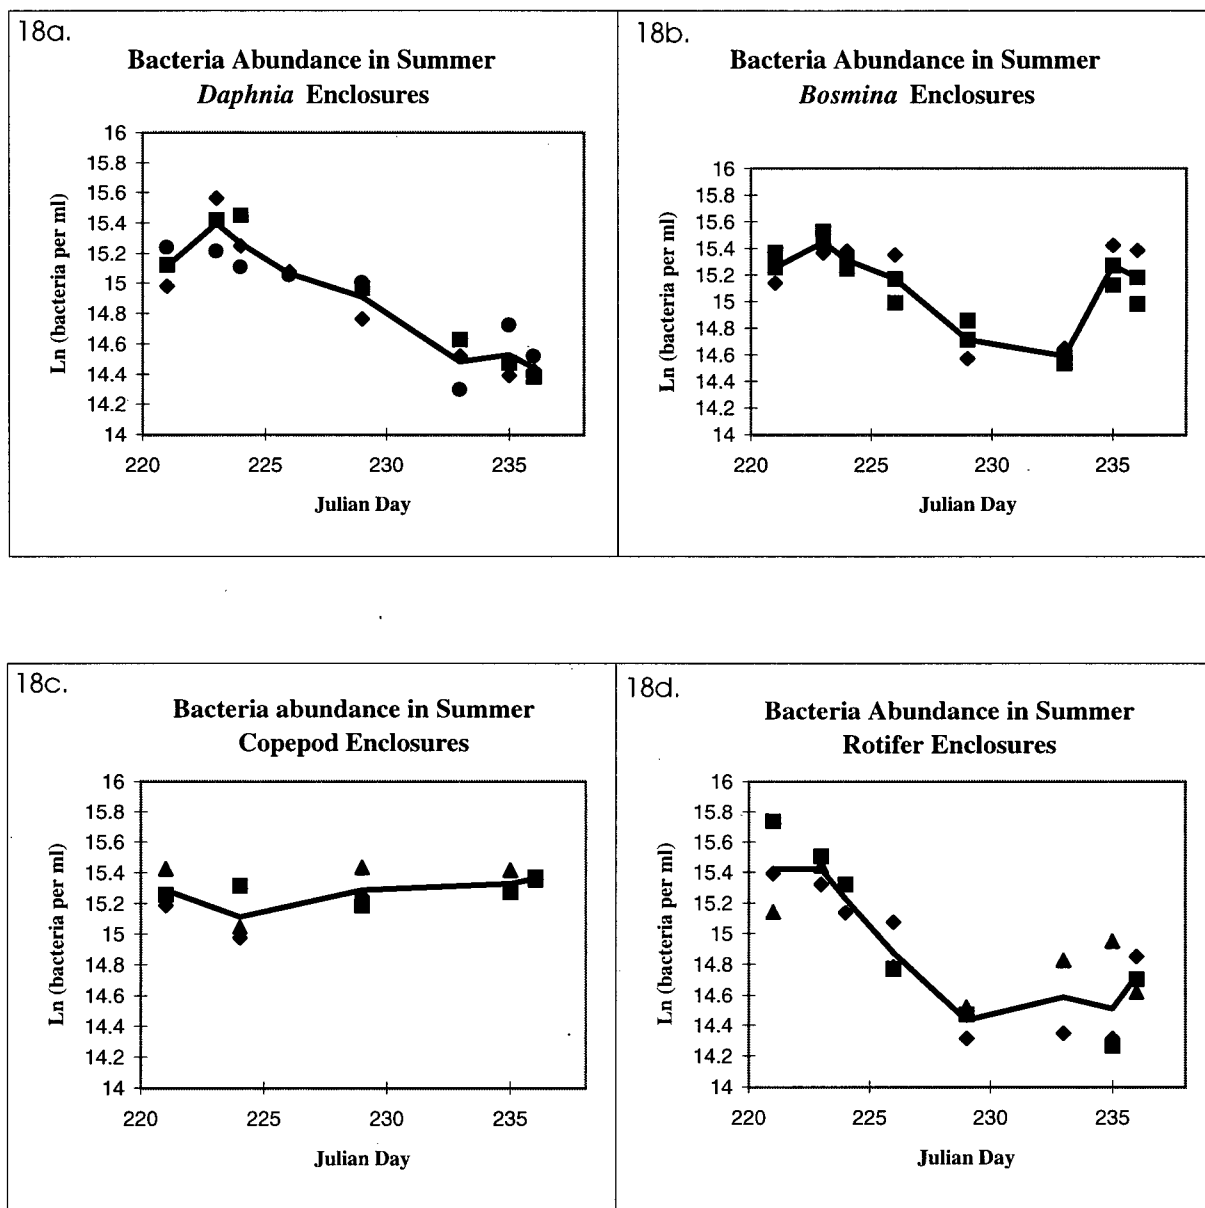 18a.
Bacteria Abundance in Summer
Daphnia Enclosures
Ln (bacteria per ml)
16
15.8
15.6
15.4
15.2
15
14.8
14.6
14.4
14.2
14
220 225 230 235
Julian Day
18b.
Bacteria Abundance in Summer
Bosmina Enclosures
Ln (bacteria per ml)
16
15.8
15.6
15.4
15.2
15
14.8
14.6
14.4
14.2
14
220 225 230 235
Julian Day
18c.
Bacteria abundance in Summer
Copepod Enclosures
Ln (bacteria per ml)
16
15.8
15.6
15.4
15.2
15
14.8
14.6
14.4
14.2
14
220 225 230 235
Julian Day
18d.
Bacteria Abundance in Summer
Rotifer Enclosures
Ln (bacteria per ml)
16
15.8
15.6
15.4
15.2
15
14.8
14.6
14.4
14.2
14
220 225 230 235
Julian Day